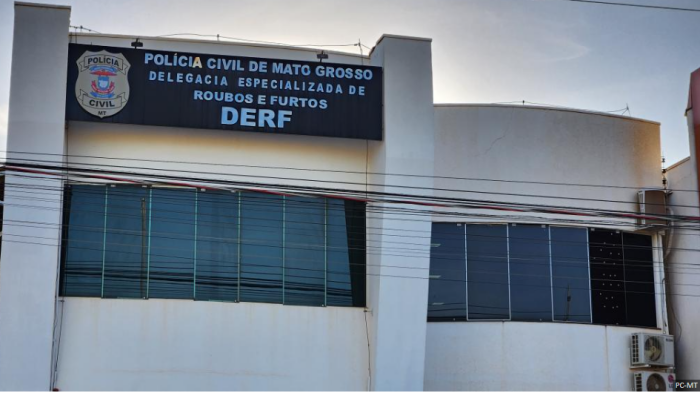 POLÍCIA CIVIL DE MATO GROSSO
DELEGACIA ESPECIALIZADA DE
ROUBOS E FURTOS
DERF
POLÍCIA
CIVIL
MT
PC-MT